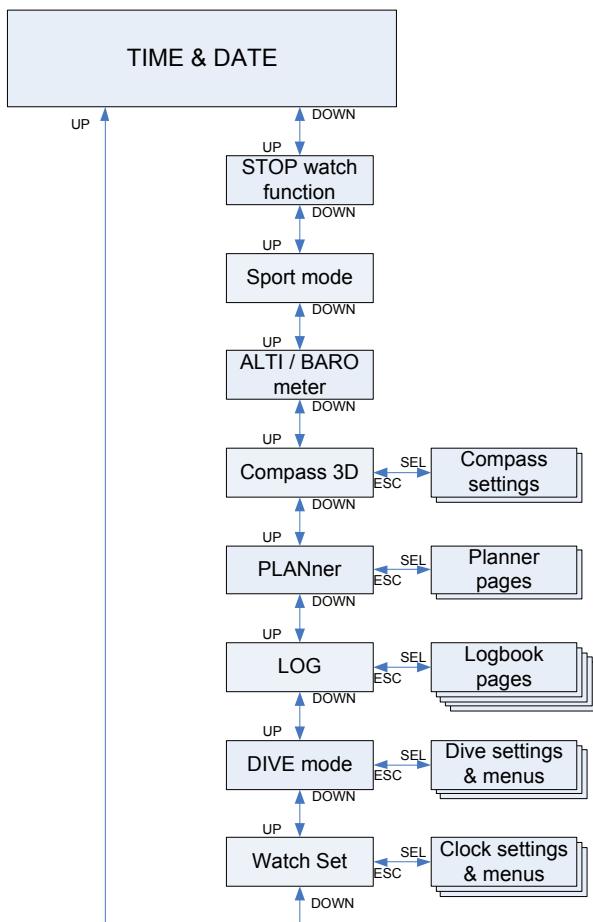 TIME & DATE
UP
DOWN
UP
STOP watch
function
DOWN
UP
Sport mode
DOWN
UP
ALTI / BARO
meter
DOWN
UP
Compass 3D
SEL
ESC
Compass
settings
DOWN
UP
PLANner
SEL
ESC
Planner
pages
DOWN
UP
LOG
SEL
ESC
Logbook
pages
DOWN
UP
DIVE mode
SEL
ESC
Dive settings
& menus
DOWN
UP
Watch Set
SEL
ESC
Clock settings
& menus
DOWN